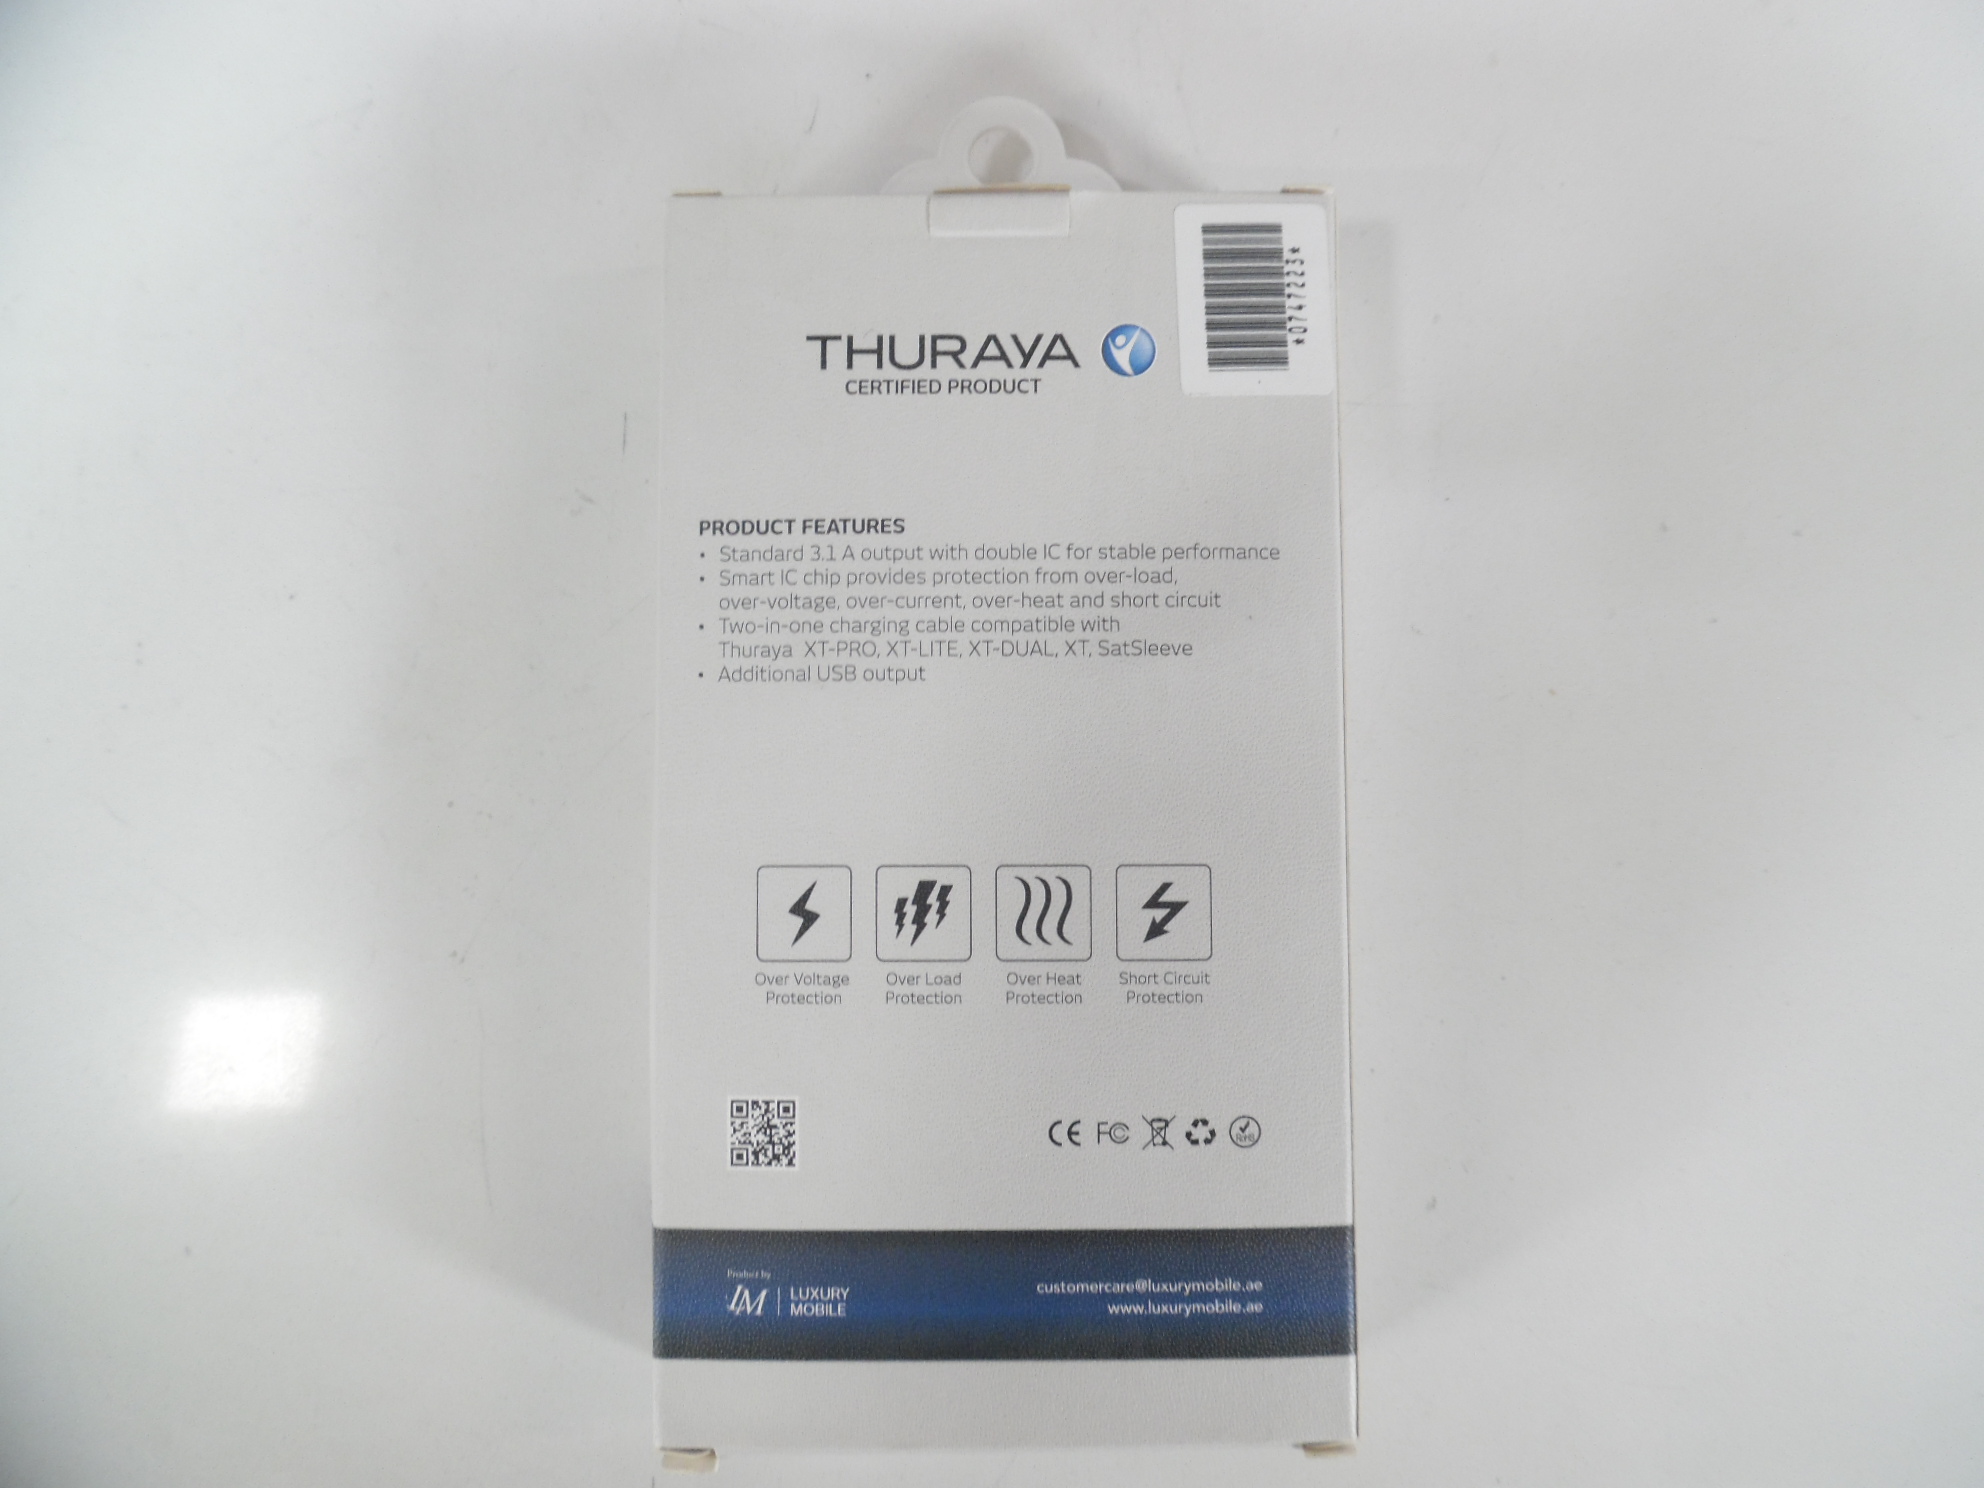 *0747223*
THURAYA
CERTIFIED PRODUCT
PRODUCT FEATURES
• Standard 3.1 A output with double IC for stable performance
• Smart IC chip provides protection from over-load,
over-voltage, over-current, over-heat and short circuit
• Two-in-one charging cable compatible with
Thuraya XT-PRO, XT-LITE, XT-DUAL, XT, SatSleeve
• Additional USB output
Over Voltage
Protection
Over Load
Protection
Over Heat
Protection
Short Circuit
Protection
CE FC RoHS
Product by
LM LUXURY
MOBILE
customercare@luxurymobile.ae
www.luxurymobile.ae